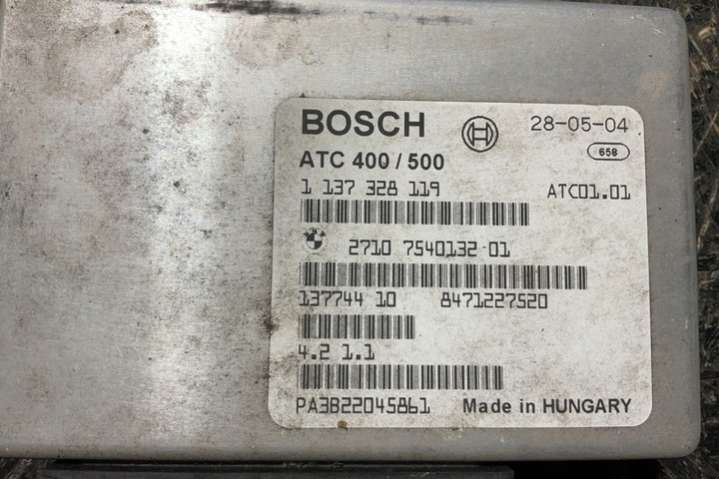 BOSCH 28-05-04
658
ATC 400 / 500
1 137 328 119 ATC01.01
2710 7540132 01
137744 10 8471227520
4.2 1.1
PA3B22045861 Made in HUNGARY